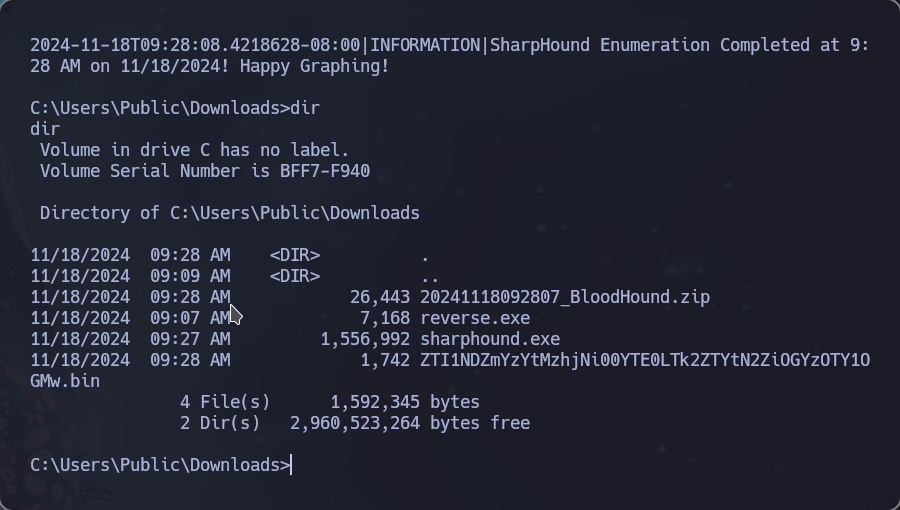 2024-11-18T09:28:08.4218628-08:00|INFORMATION|SharpHound Enumeration Completed at 9:
28 AM on 11/18/2024! Happy Graphing!
C:\Users\Public\Downloads>dir
dir
 Volume in drive C has no label.
 Volume Serial Number is BFF7-F940
 Directory of C:\Users\Public\Downloads
11/18/2024  09:28 AM    <DIR>          .
11/18/2024  09:09 AM    <DIR>          ..
11/18/2024  09:28 AM            26,443 20241118092807_BloodHound.zip
11/18/2024  09:07 AM             7,168 reverse.exe
11/18/2024  09:27 AM         1,556,992 sharphound.exe
11/18/2024  09:28 AM             1,742 ZTI1NDZmYzYtMzhjNi00YTE0LTk2ZTYtN2ZiOGYzOTY1O
GMw.bin
               4 File(s)      1,592,345 bytes
               2 Dir(s)   2,960,523,264 bytes free
C:\Users\Public\Downloads>